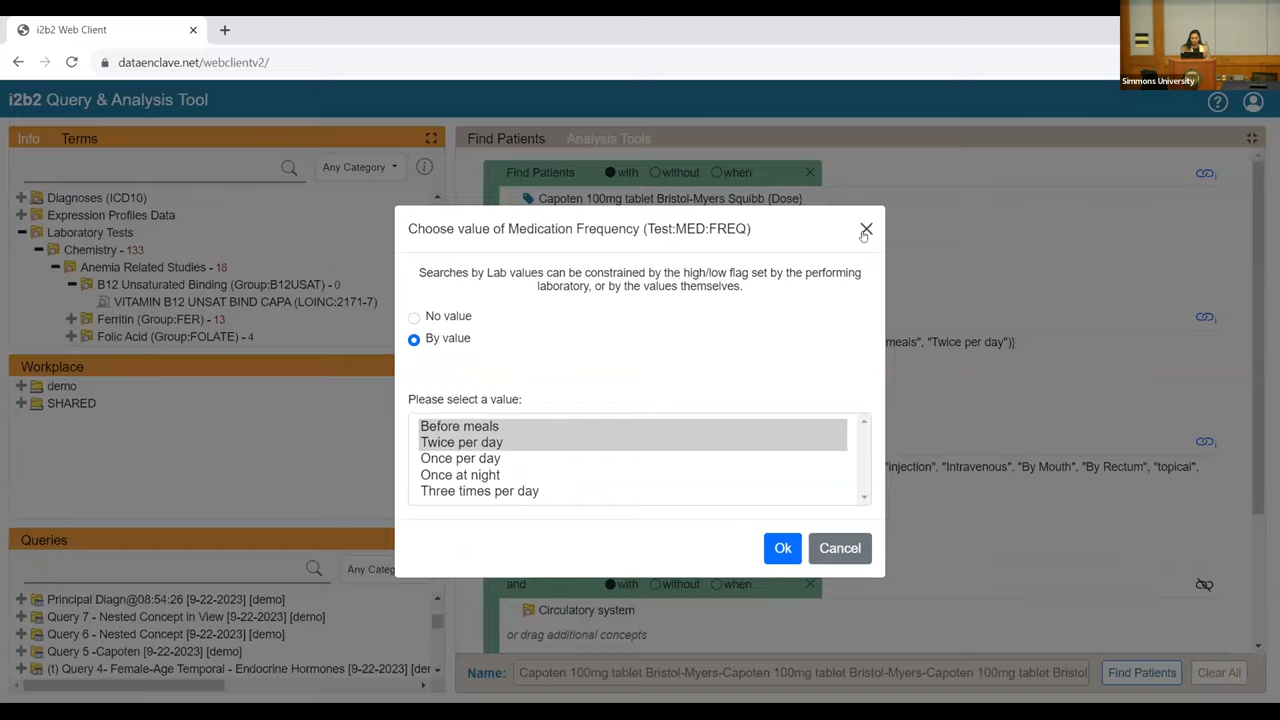 i2b2 Web Client
dataenclave.net/webclientv2/
Simmons University
i2b2 Query & Analysis Tool
Info Terms
Any Category
Diagnoses (ICD10)
Expression Profiles Data
Laboratory Tests
Chemistry - 133
Anemia Related Studies - 18
B12 Unsaturated Binding (Group:B12USAT) - 0
VITAMIN B12 UNSAT BIND CAPA (LOINC:2171-7)
Ferritin (Group:FER) - 13
Folic Acid (Group:FOLATE) - 4
Workplace
demo
SHARED
Queries
Any Categ
Principal Diagn@08:54:26 [9-22-2023] [demo]
Query 7 - Nested Concept in View [9-22-2023] [demo]
Query 6 - Nested Concept [9-22-2023] [demo]
Query 5 -Capoten [9-22-2023] [demo]
(t) Query 4- Female-Age Temporal - Endocrine Hormones [9-22-2023] [der
Find Patients Analysis Tools
Find Patients with without when
Capoten 100mg tablet Bristol-Myers Squibb {Dose}
meals", "Twice per day")}
"injection", "Intravenous", "By Mouth", "By Rectum", "topical",
Choose value of Medication Frequency (Test:MED:FREQ)
Searches by Lab values can be constrained by the high/low flag set by the performing
laboratory, or by the values themselves.
No value
By value
Please select a value:
Before meals
Twice per day
Once per day
Once at night
Three times per day
Ok Cancel
and with without when
Circulatory system
or drag additional concepts
Name: Capoten 100mg tablet Bristol-Myers-Capoten 100mg tablet Bristol-Myers-Capoten 100mg tablet Bristol Find Patients Clear All